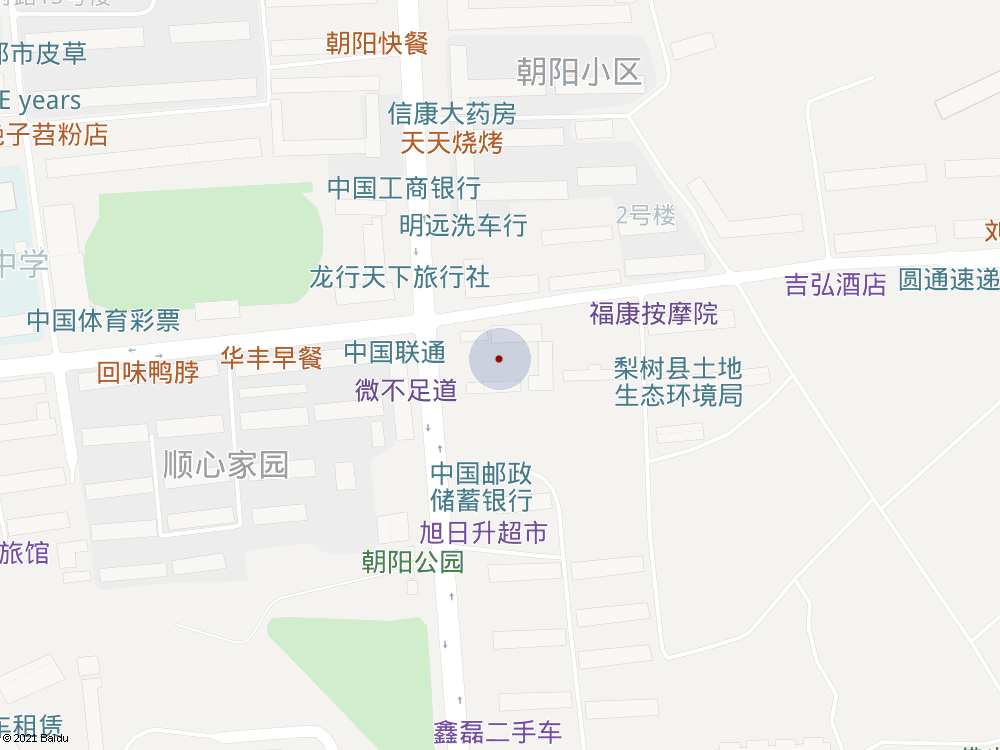 朝阳快餐
都市皮草
朝阳小区
E years
信康大药房
子苕粉店
天天烧烤
中国工商银行
2号楼
明远洗车行
中学
龙行天下旅行社
吉弘酒店
圆通速递
福康按摩院
中国体育彩票
华丰早餐
中国联通
回味鸭脖
梨树县土地
生态环境局
微不足道
顺心家园
中国邮政
储蓄银行
旭日升超市
旅馆
朝阳公园
车租赁
鑫磊二手车
© 2021 Baidu